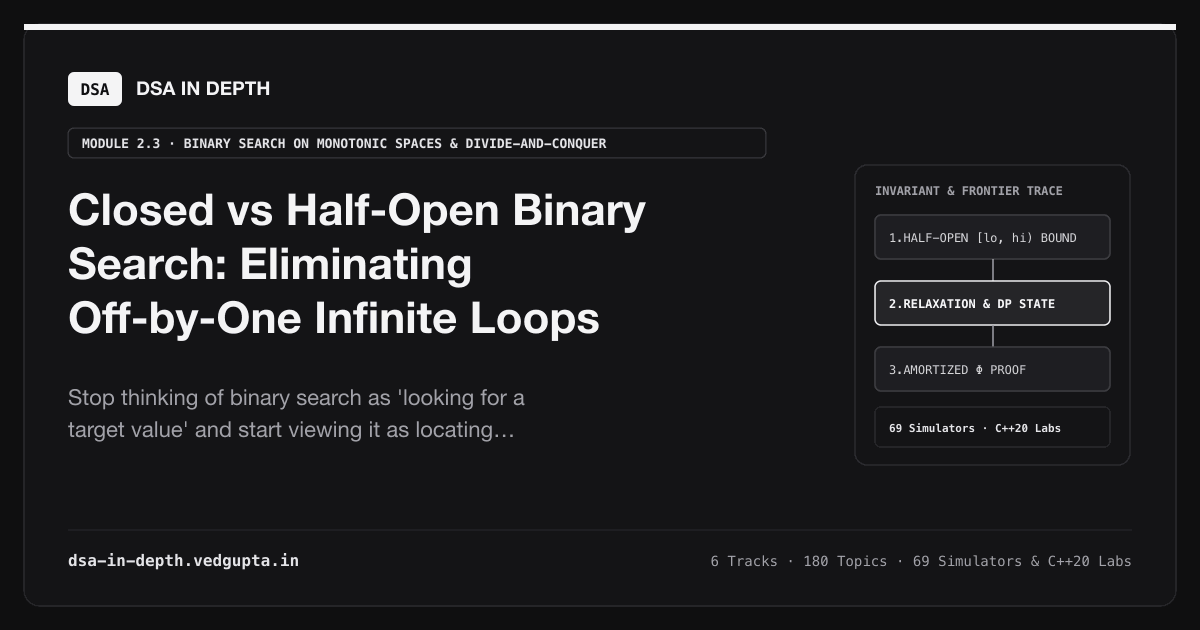 DSA DSA IN DEPTH
MODULE 2.3 · BINARY SEARCH ON MONOTONIC SPACES & DIVIDE-AND-CONQUER
Closed vs Half-Open Binary
Search: Eliminating
Off-by-One Infinite Loops
Stop thinking of binary search as 'looking for a
target value' and start viewing it as locating…
INVARIANT & FRONTIER TRACE
1.HALF-OPEN [lo, hi) BOUND
2.RELAXATION & DP STATE
3.AMORTIZED Φ PROOF
69 Simulators · C++20 Labs
dsa-in-depth.vedgupta.in
6 Tracks · 180 Topics · 69 Simulators & C++20 Labs